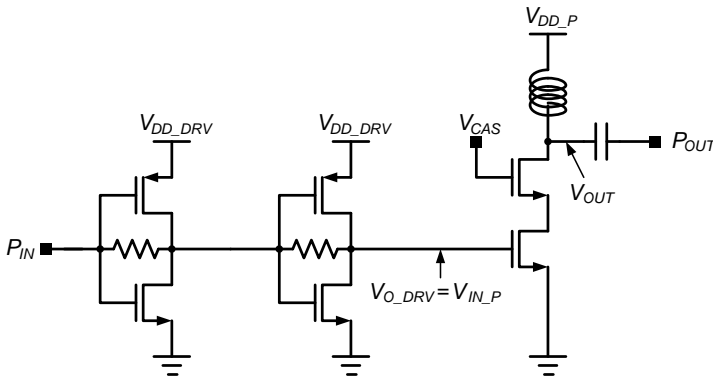 V_DD_P
V_DD_DRV
V_DD_DRV
V_CAS
P_OUT
V_OUT
P_IN
V_O_DRV=V_IN_P